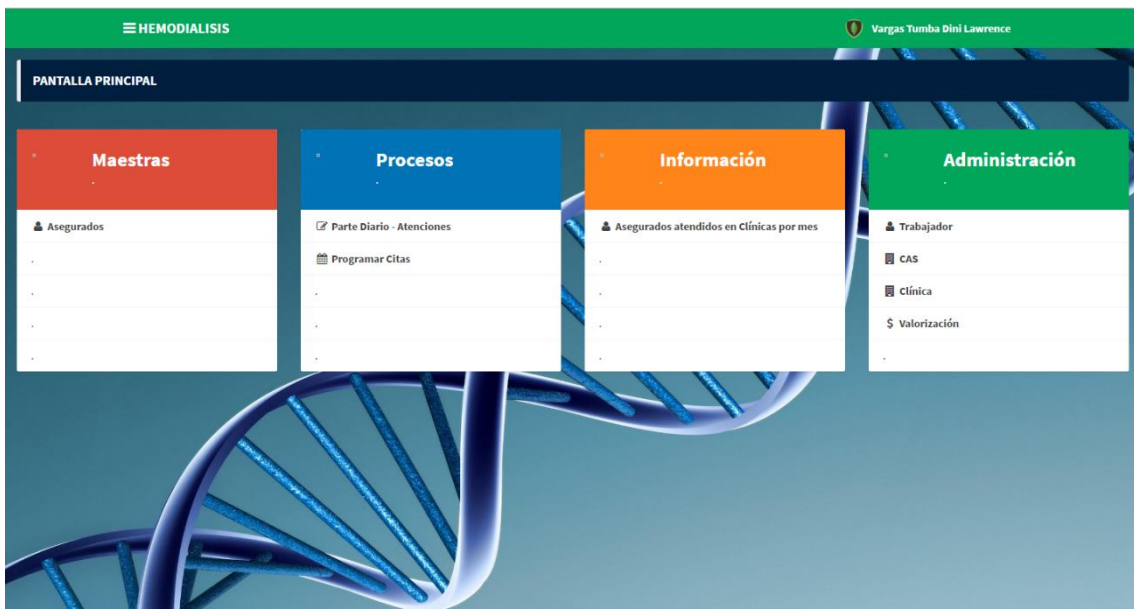 HEMODIALISIS
Vargas Tumba Dini Lawrence
PANTALLA PRINCIPAL
Maestras
.
Asegurados
.
.
.
.
Procesos
.
Parte Diario - Atenciones
Programar Citas
.
.
.
Información
.
Asegurados atendidos en Clínicas por mes
.
.
.
.
Administración
.
Trabajador
CAS
Clínica
$ Valorización
.